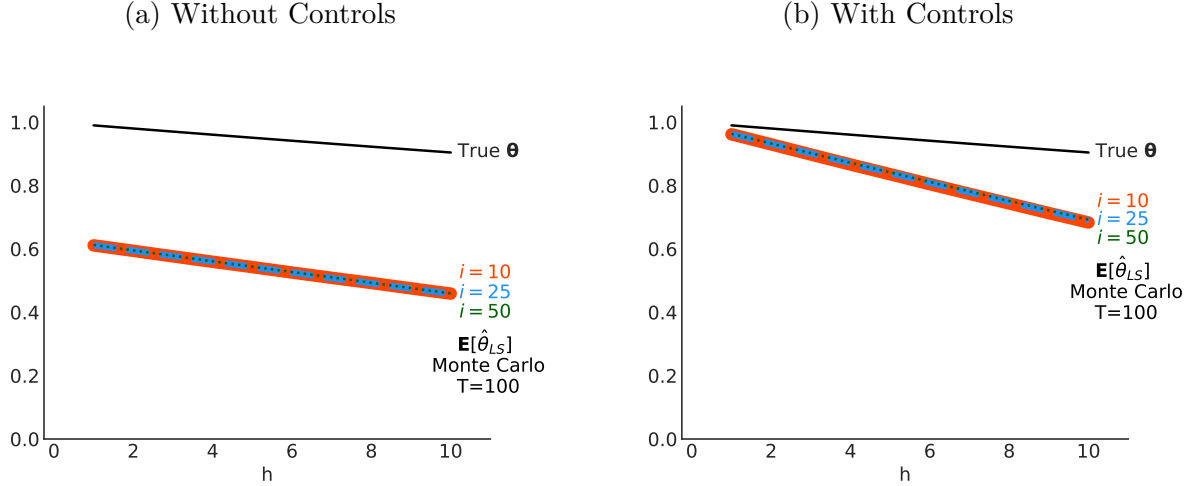 (a) Without Controls
1.0
0.8
0.6
0.4
0.2
0.0
0 2 4 6 8 10
h
True θ
i = 10
i = 25
i = 50
E[θ̂_LS]
Monte Carlo
T=100
(b) With Controls
1.0
0.8
0.6
0.4
0.2
0.0
0 2 4 6 8 10
h
True θ
i = 10
i = 25
i = 50
E[θ̂_LS]
Monte Carlo
T=100